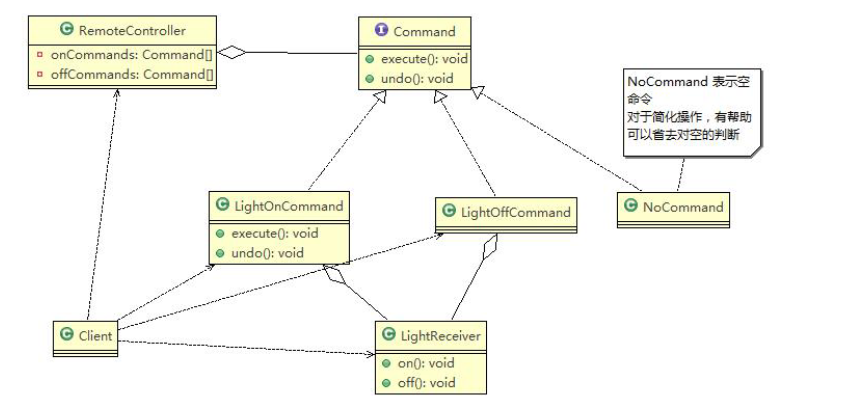 RemoteController
onCommands: Command[]
offCommands: Command[]
Command
execute(): void
undo(): void
NoCommand 表示空
命令
对于简化操作，有帮助
可以省去对空的判断
LightOnCommand
execute(): void
undo(): void
LightOffCommand
NoCommand
Client
LightReceiver
on(): void
off(): void